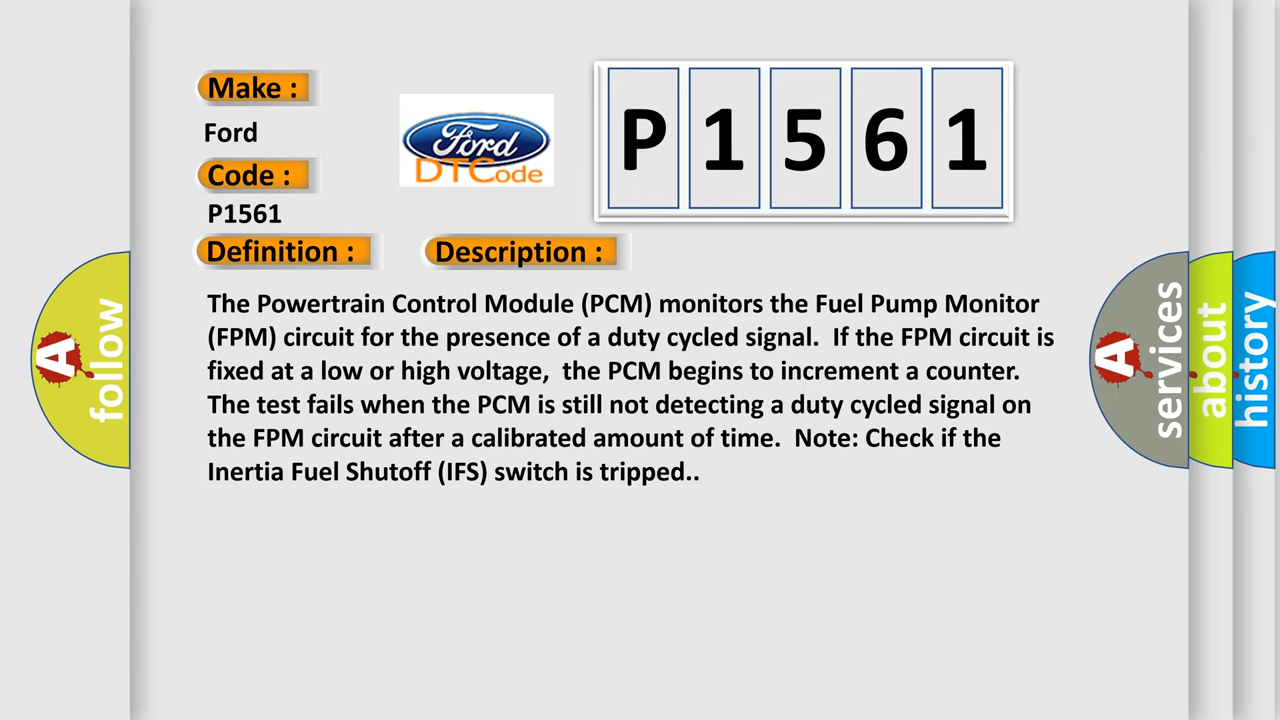 Make :
Ford
Code :
P1561
Definition :
Description :
Ford
DTCode
P1561
The Powertrain Control Module (PCM) monitors the Fuel Pump Monitor
(FPM) circuit for the presence of a duty cycled signal.  If the FPM circuit is
fixed at a low or high voltage,  the PCM begins to increment a counter.
The test fails when the PCM is still not detecting a duty cycled signal on
the FPM circuit after a calibrated amount of time.  Note: Check if the
Inertia Fuel Shutoff (IFS) switch is tripped..
A
follow
A
services
about
history